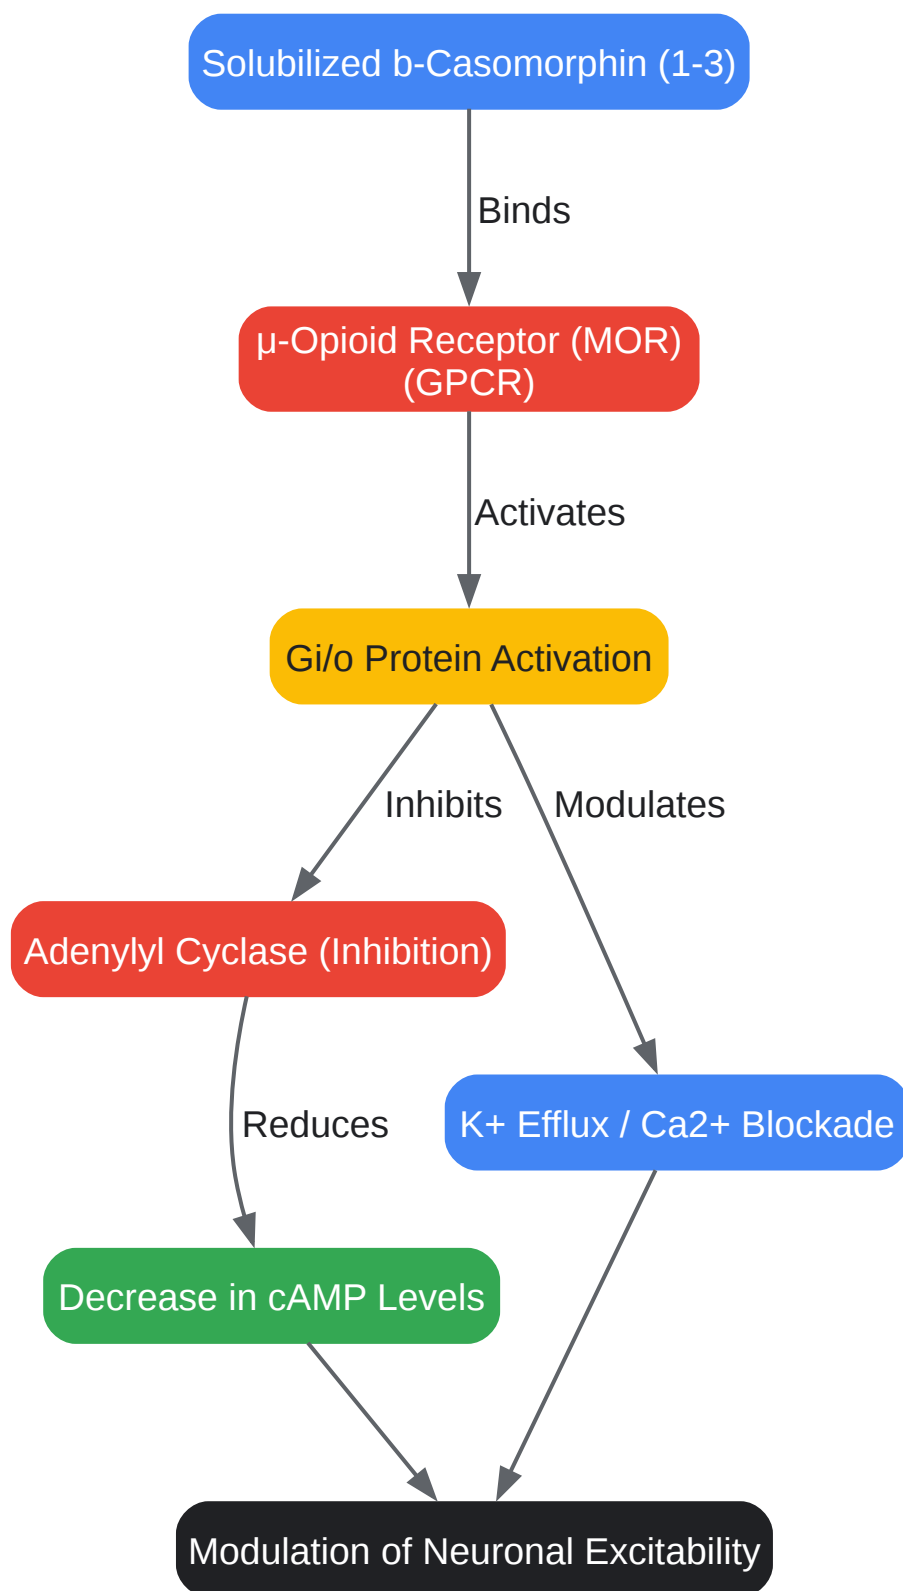 Solubilized b-Casomorphin (1-3)
Binds
μ-Opioid Receptor (MOR)
(GPCR)
Activates
Gi/o Protein Activation
Inhibits
Modulates
Adenylyl Cyclase (Inhibition)
Reduces
K+ Efflux / Ca2+ Blockade
Decrease in cAMP Levels
Modulation of Neuronal Excitability